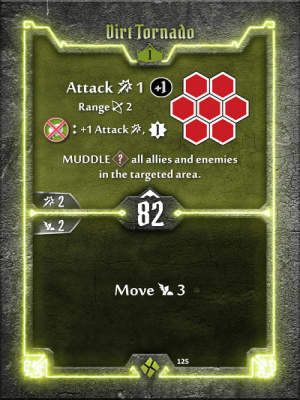 Dirt Tornado
1
Attack 1 +1
Range 2
: +1 Attack , 1
MUDDLE ? all allies and enemies
in the targeted area.
2
82
2
Move 3
125